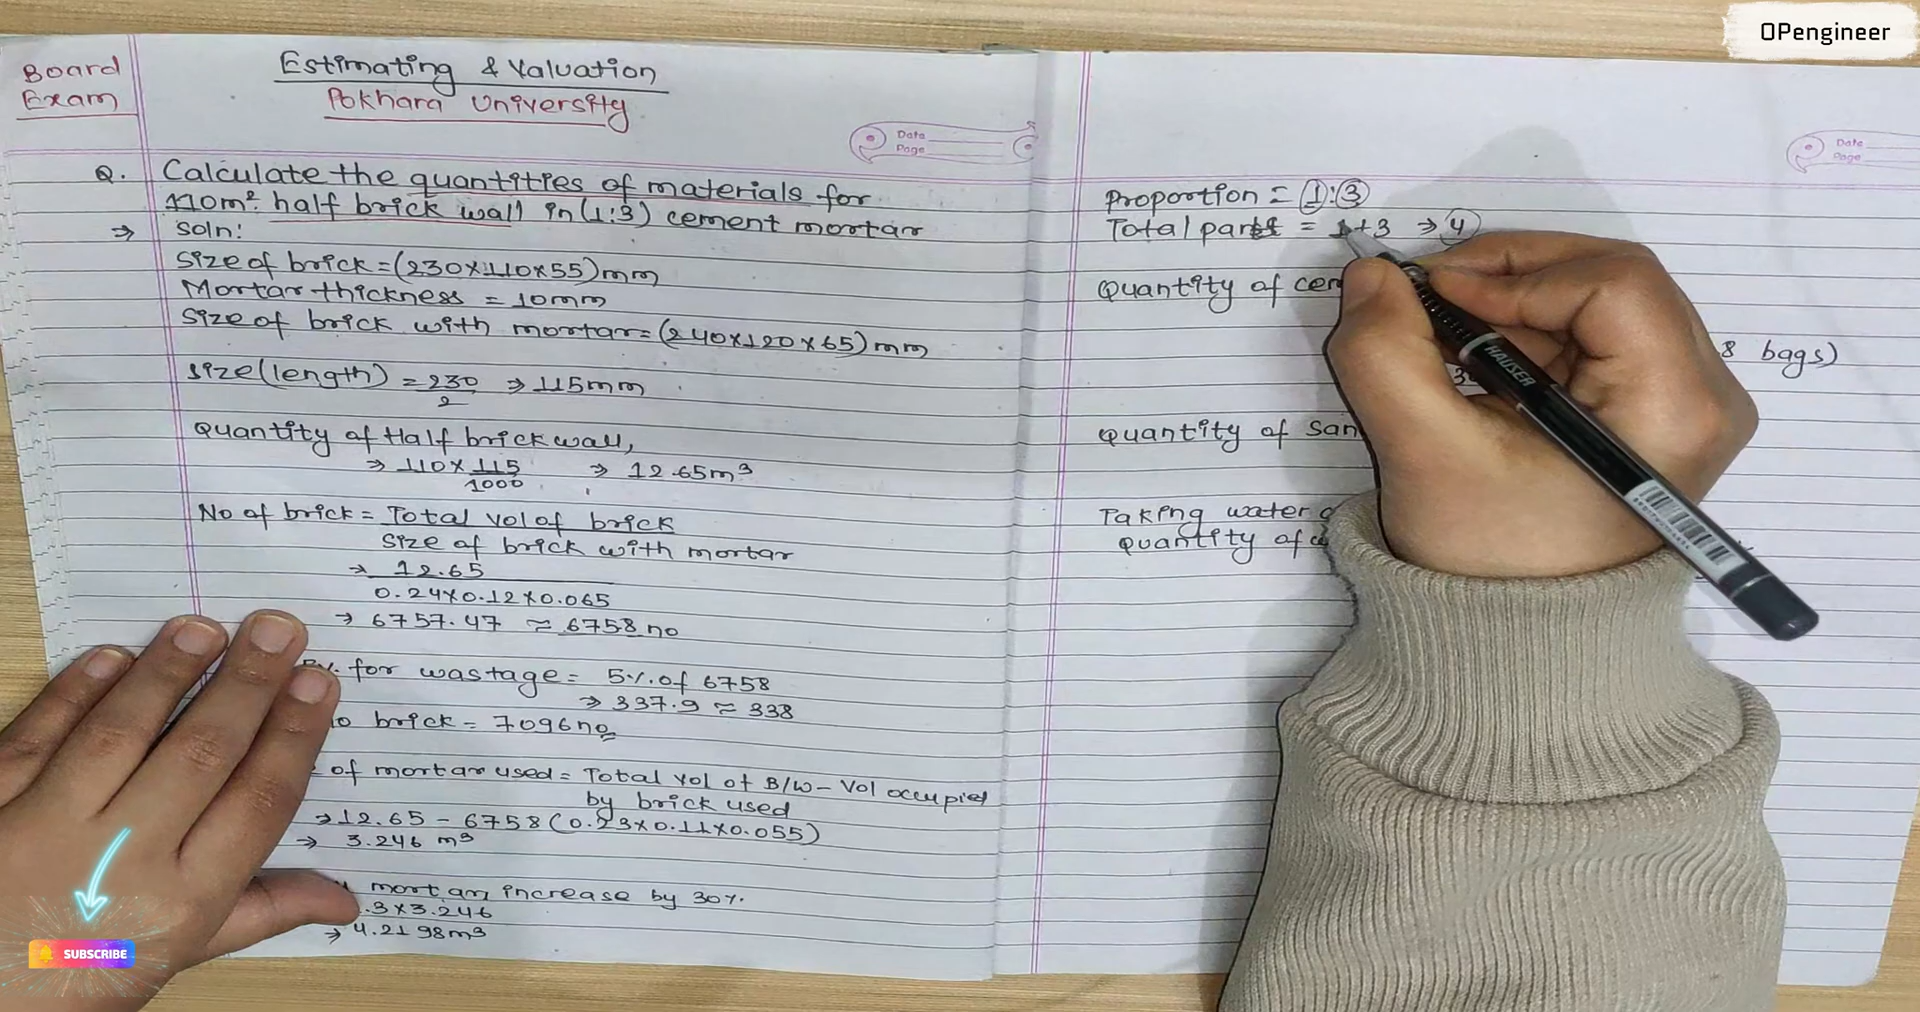 OPengineer
Board
Exam
Estimating & Valuation
Pokhara University
Date
Page
Q. Calculate the quantities of materials for
110m² half brick wall in (1:3) cement mortar
⇒ Soln:
Size of brick = (230×110×55)mm
Mortar thickness = 10mm
Size of brick with mortar = (240×120×65)mm
Size (length) = 230/2 ⇒ 115mm
Quantity of Half brick wall,
⇒ 110 × 115/1000 ⇒ 12.65m³
No of brick = Total vol of brick
Size of brick with mortar
→ 12.65
0.24×0.12×0.065
→ 6757.47 ≈ 6758 no
for wastage = 5% of 6758
⇒ 337.9 ≈ 338
brick = 7096 no
of mortar used = Total vol of B/W - Vol occupied
by brick used
→ 12.65 - 6758 (0.23×0.11×0.055)
→ 3.246 m³
mortar increase by 30%
.3×3.246
→ 4.2198m³
SUBSCRIBE
Date
Page
Proportion = 1:3
Total parts = 1+3 → 4
Quantity of
8 bags)
Quantity of
Taking water
Quantity of
HAUSER